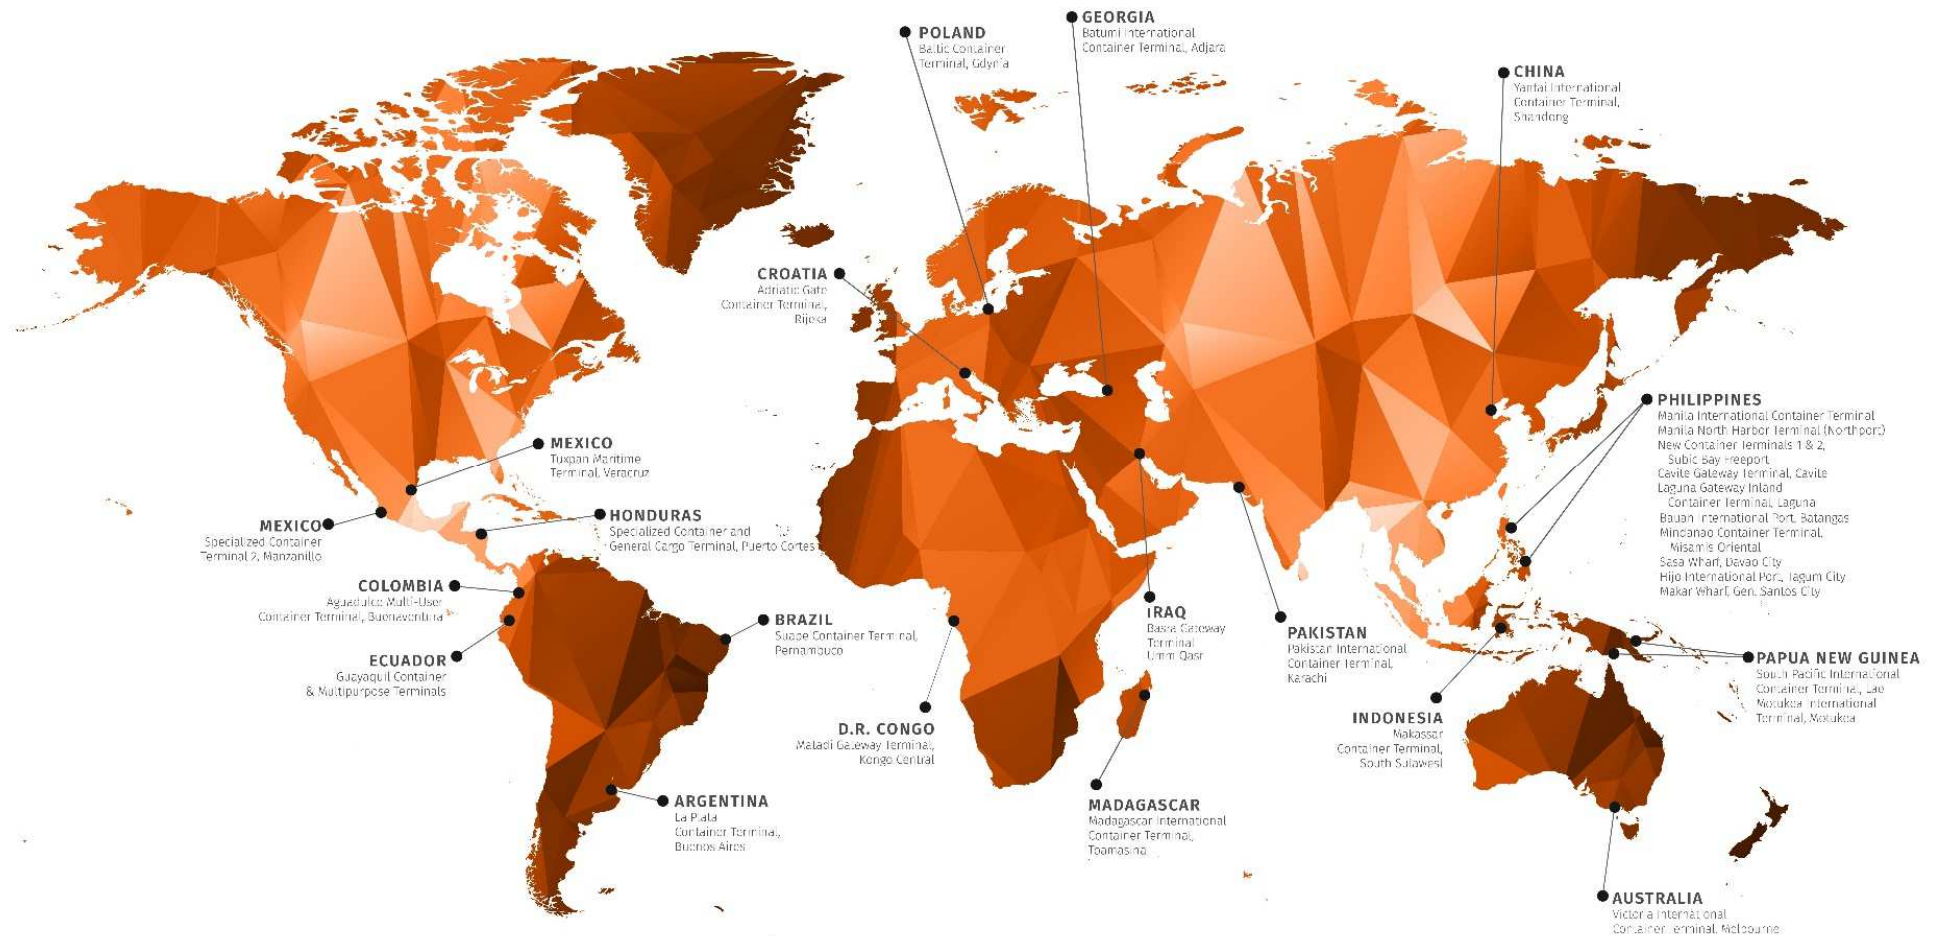 GEORGIA
Batumi International
Container Terminal, Adjara
POLAND
Baltic Container
Terminal, Gdynia
CHINA
Yantai International
Container Terminal,
Shandong
CROATIA
Adriatic Gate
Container Terminal,
Rijeka
PHILIPPINES
Manila International Container Terminal
Manila North Harbor Terminal (Northport)
New Container Terminals 1 & 2,
Subic Bay Freeport
Cavite Gateway Terminal, Cavite
Laguna Gateway Inland
Container Terminal, Laguna
Bauan International Port, Batangas
Mindanao Container Terminal,
Misamis Oriental
Sasa Wharf, Davao City
Hijo International Port, Tagum City
Makar Wharf, Gen. Santos City
MEXICO
Tuxpan Maritime
Terminal, Veracruz
MEXICO
Specialized Container
Terminal 2, Manzanillo
HONDURAS
Specialized Container and
General Cargo Terminal, Puerto Cortes
COLOMBIA
Aguadulce Multi-User
Container Terminal, Buenaventura
BRAZIL
Suape Container Terminal,
Pernambuco
IRAQ
Basra Gateway
Terminal
Umm Qasr
PAKISTAN
Pakistan International
Container Terminal,
Karachi
ECUADOR
Guayaquil Container
& Multipurpose Terminals
PAPUA NEW GUINEA
South Pacific International
Container Terminal, Lae
Motukea International
Terminal, Motukea
D.R. CONGO
Matadi Gateway Terminal,
Kongo Central
INDONESIA
Makassar
Container Terminal,
South Sulawesi
ARGENTINA
La Plata
Container Terminal,
Buenos Aires
MADAGASCAR
Madagascar International
Container Terminal,
Toamasina
AUSTRALIA
Victoria International
Container Terminal, Melbourne